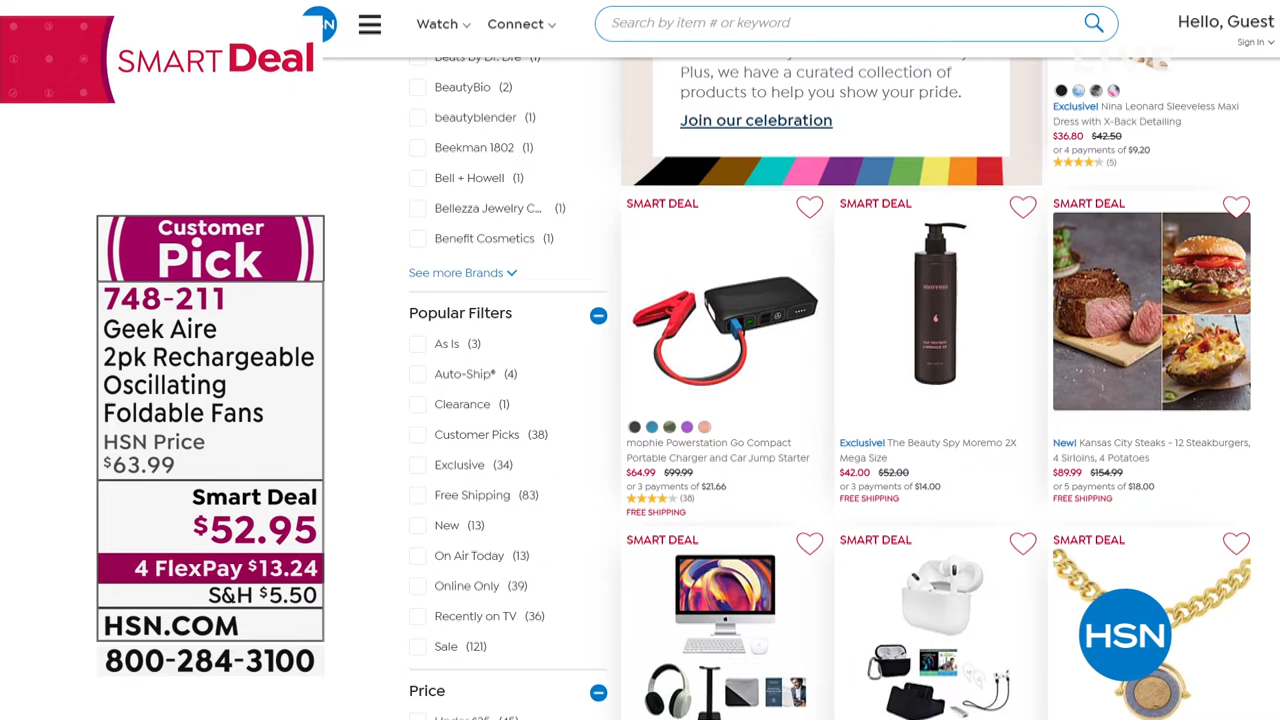 SMART Deal
Customer
Pick
748-211
Geek Aire
2pk Rechargeable
Oscillating
Foldable Fans
HSN Price
$63.99
Smart Deal
$52.95
4 FlexPay $13.24
S&H $5.50
HSN.COM
800-284-3100
Watch
Connect
Search by item # or keyword
Hello, Guest
Sign In
LIVE
Beats by Dr. Dre (1)
BeautyBio (2)
beautyblender (1)
Beekman 1802 (1)
Bell + Howell (1)
Bellezza Jewelry C... (1)
Benefit Cosmetics (1)
See more Brands
Popular Filters
As Is (3)
Auto-Ship® (4)
Clearance (1)
Customer Picks (38)
Exclusive (34)
Free Shipping (83)
New (13)
On Air Today (13)
Online Only (39)
Recently on TV (36)
Sale (121)
Price
Plus, we have a curated collection of
products to help you show your pride.
Join our celebration
Exclusive! Nina Leonard Sleeveless Maxi
Dress with X-Back Detailing
$36.80 $42.50
or 4 payments of $9.20
(5)
SMART DEAL
mophie Powerstation Go Compact
Portable Charger and Car Jump Starter
$64.99 $99.99
or 3 payments of $21.66
(38)
FREE SHIPPING
SMART DEAL
Exclusive! The Beauty Spy Moremo 2X
Mega Size
$42.00 $52.00
or 3 payments of $14.00
FREE SHIPPING
SMART DEAL
New! Kansas City Steaks - 12 Steakburgers,
4 Sirloins, 4 Potatoes
$89.99 $154.99
or 5 payments of $18.00
FREE SHIPPING
SMART DEAL
SMART DEAL
SMART DEAL
HSN